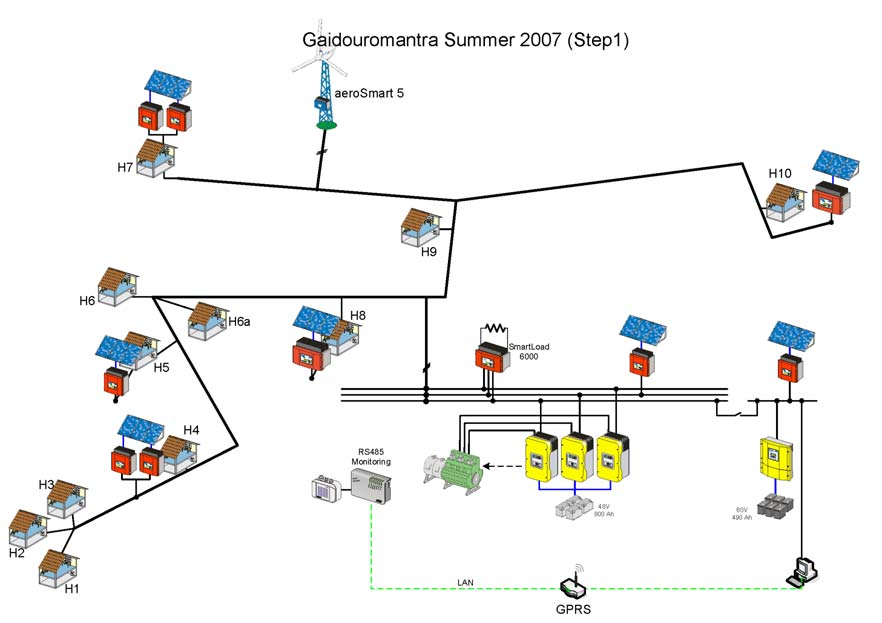 Gaidouromantra Summer 2007 (Step1)
aeroSmart 5
H7
H10
H9
H6
H6a
H8
SmartLoad
6000
H5
H4
RS485
Monitoring
H3
48V
800 Ah
60V
490 Ah
H2
H1
LAN
GPRS